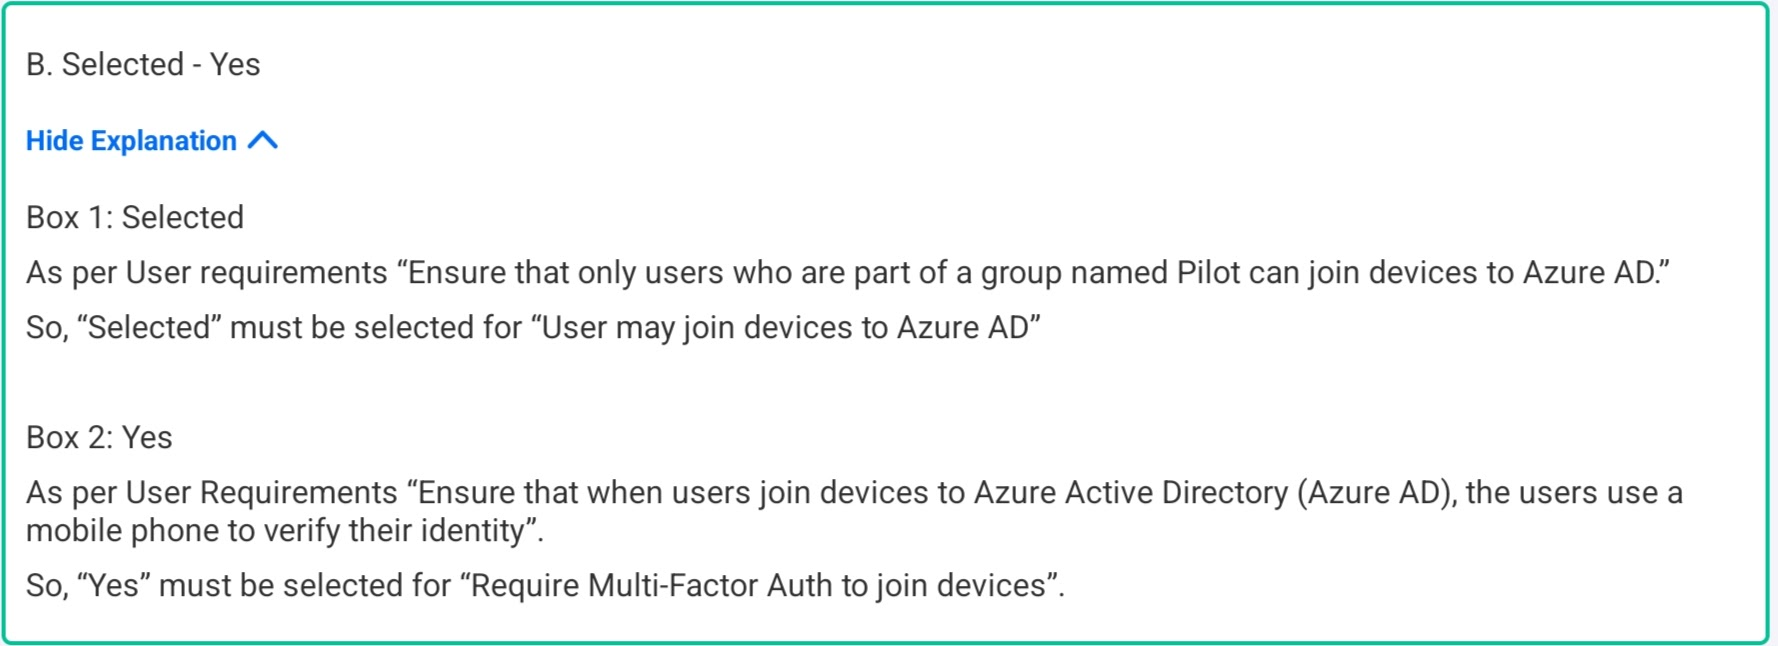 B. Selected - Yes
Hide Explanation
Box 1: Selected
As per User requirements “Ensure that only users who are part of a group named Pilot can join devices to Azure AD.”
So, “Selected” must be selected for “User may join devices to Azure AD”
Box 2: Yes
As per User Requirements “Ensure that when users join devices to Azure Active Directory (Azure AD), the users use a
mobile phone to verify their identity”.
So, “Yes” must be selected for “Require Multi-Factor Auth to join devices”.